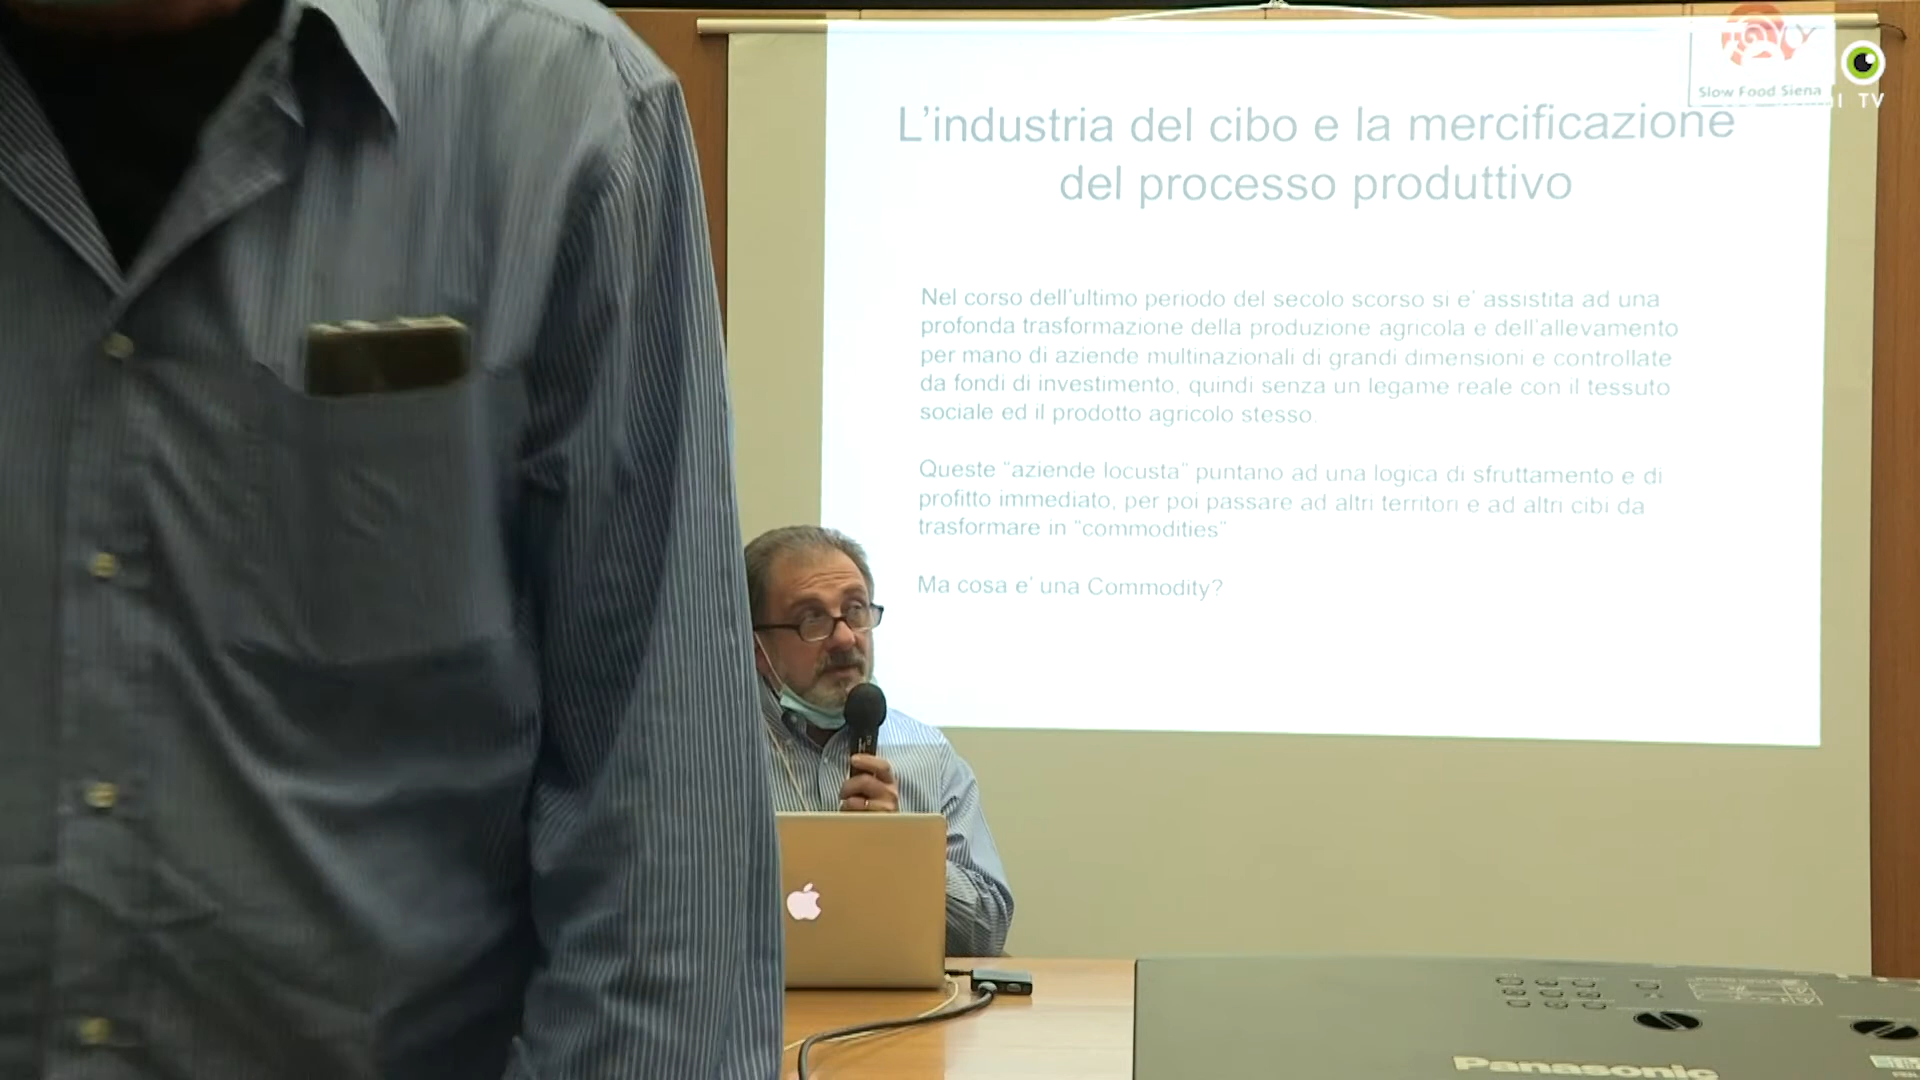 Slow Food Siena
TV
L'industria del cibo e la mercificazione
del processo produttivo
Nel corso dell'ultimo periodo del secolo scorso si e' assistita ad una
profonda trasformazione della produzione agricola e dell'allevamento
per mano di aziende multinazionali di grandi dimensioni e controllate
da fondi di investimento, quindi senza un legame reale con il tessuto
sociale ed il prodotto agricolo stesso.
Queste "aziende locusta" puntano ad una logica di sfruttamento e di
profitto immediato, per poi passare ad altri territori e ad altri cibi da
trasformare in "commodities"
Ma cosa e' una Commodity?
Panasonic